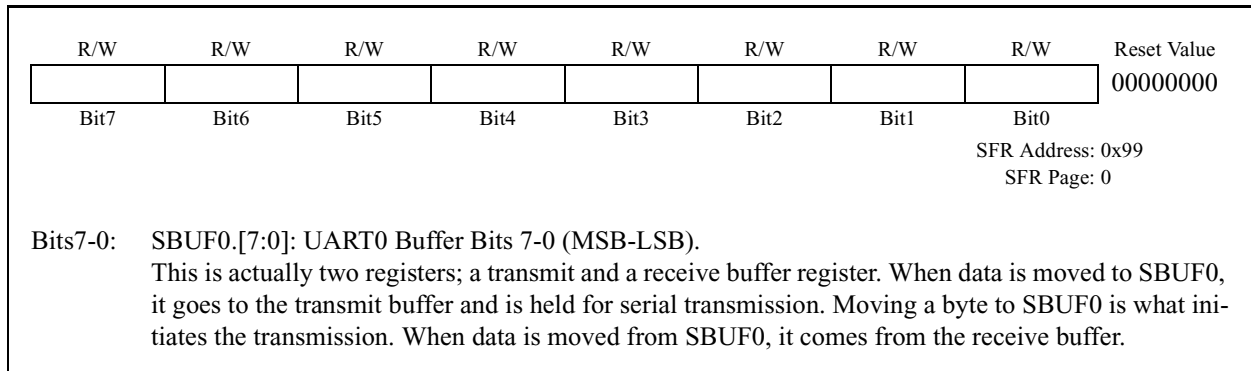 R/W R/W R/W R/W R/W R/W R/W R/W Reset Value
00000000
Bit7 Bit6 Bit5 Bit4 Bit3 Bit2 Bit1 Bit0
SFR Address: 0x99
SFR Page: 0
Bits7-0: SBUF0.[7:0]: UART0 Buffer Bits 7-0 (MSB-LSB).
This is actually two registers; a transmit and a receive buffer register. When data is moved to SBUF0,
it goes to the transmit buffer and is held for serial transmission. Moving a byte to SBUF0 is what ini-
tiates the transmission. When data is moved from SBUF0, it comes from the receive buffer.